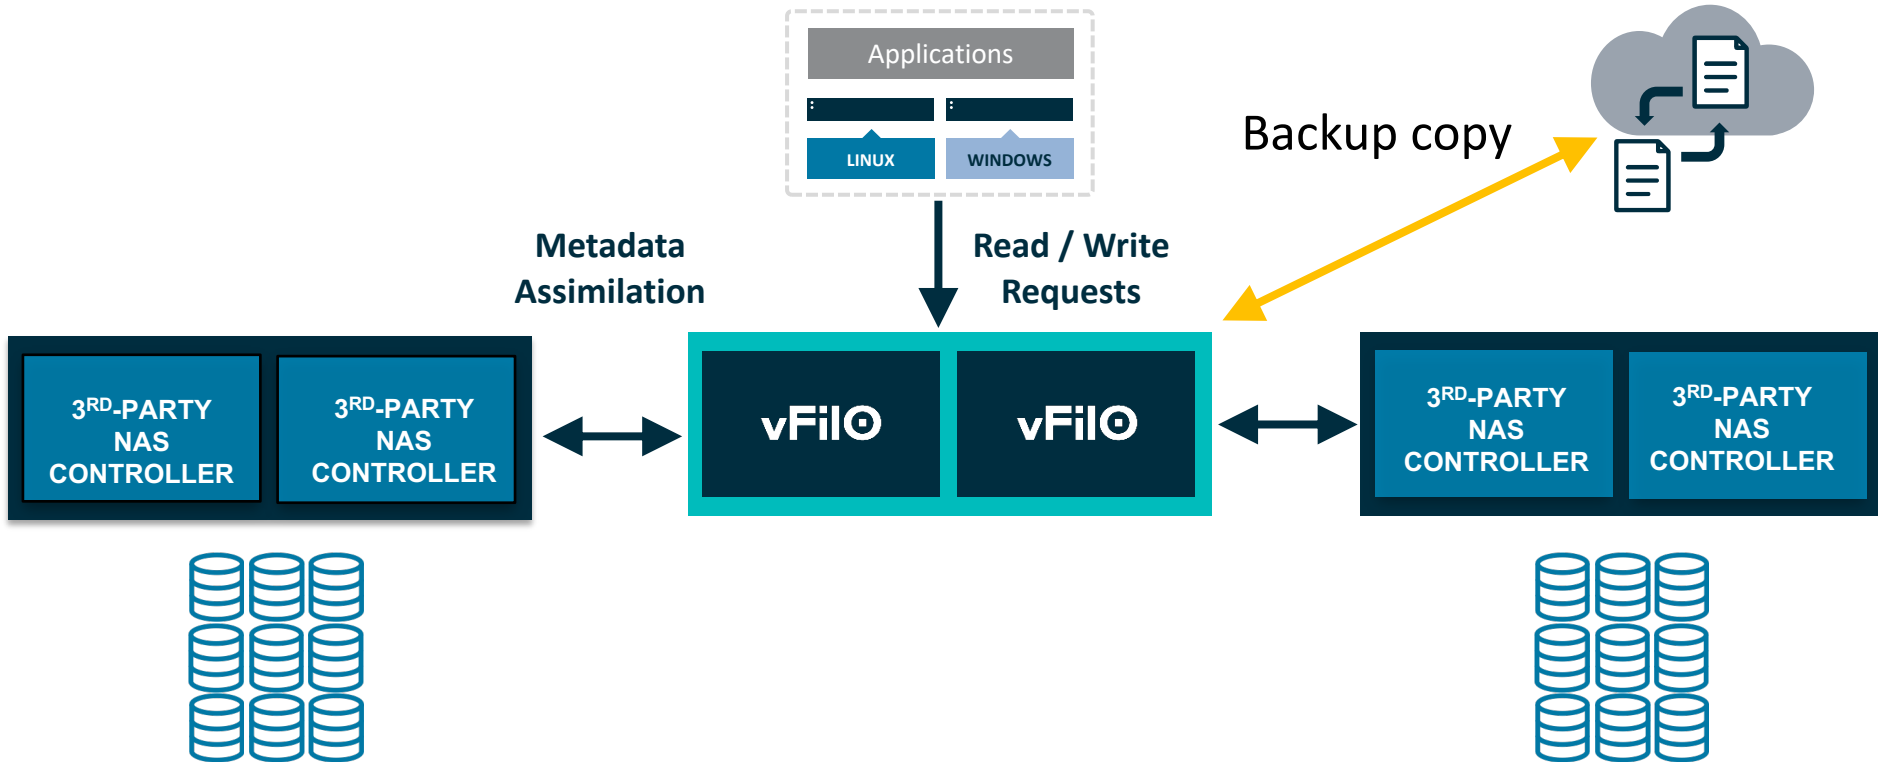 Applications
LINUX
WINDOWS
Backup copy
Metadata
Assimilation
Read / Write
Requests
3RD-PARTY
NAS
CONTROLLER
3RD-PARTY
NAS
CONTROLLER
vFilO
vFilO
3RD-PARTY
NAS
CONTROLLER
3RD-PARTY
NAS
CONTROLLER